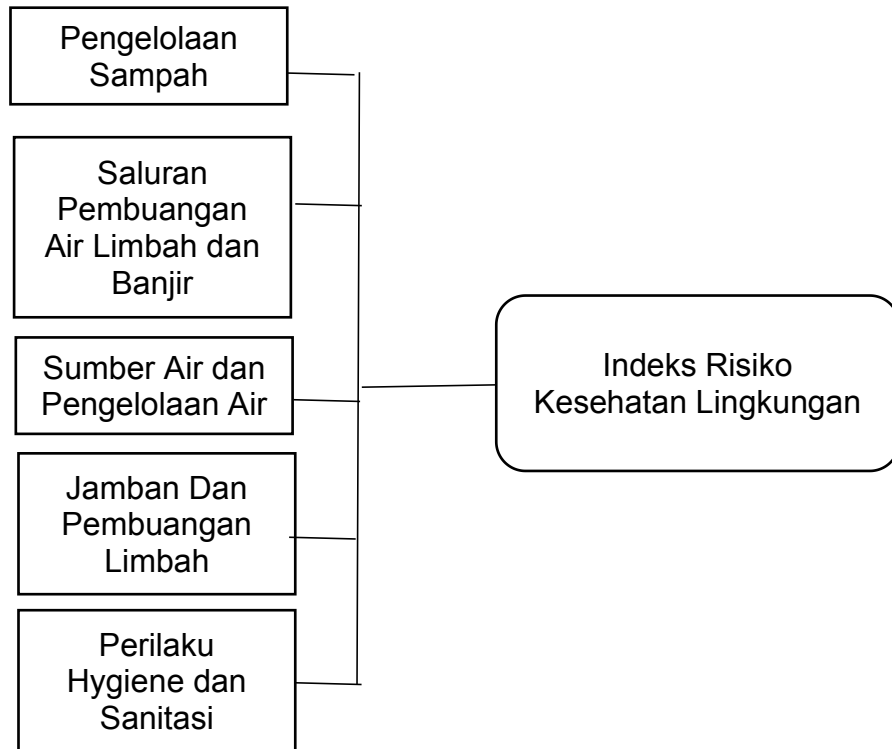 Pengelolaan
Sampah
Saluran
Pembuangan
Air Limbah dan
Banjir
Sumber Air dan
Pengelolaan Air
Jamban Dan
Pembuangan
Limbah
Perilaku
Hygiene dan
Sanitasi
Indeks Risiko
Kesehatan Lingkungan